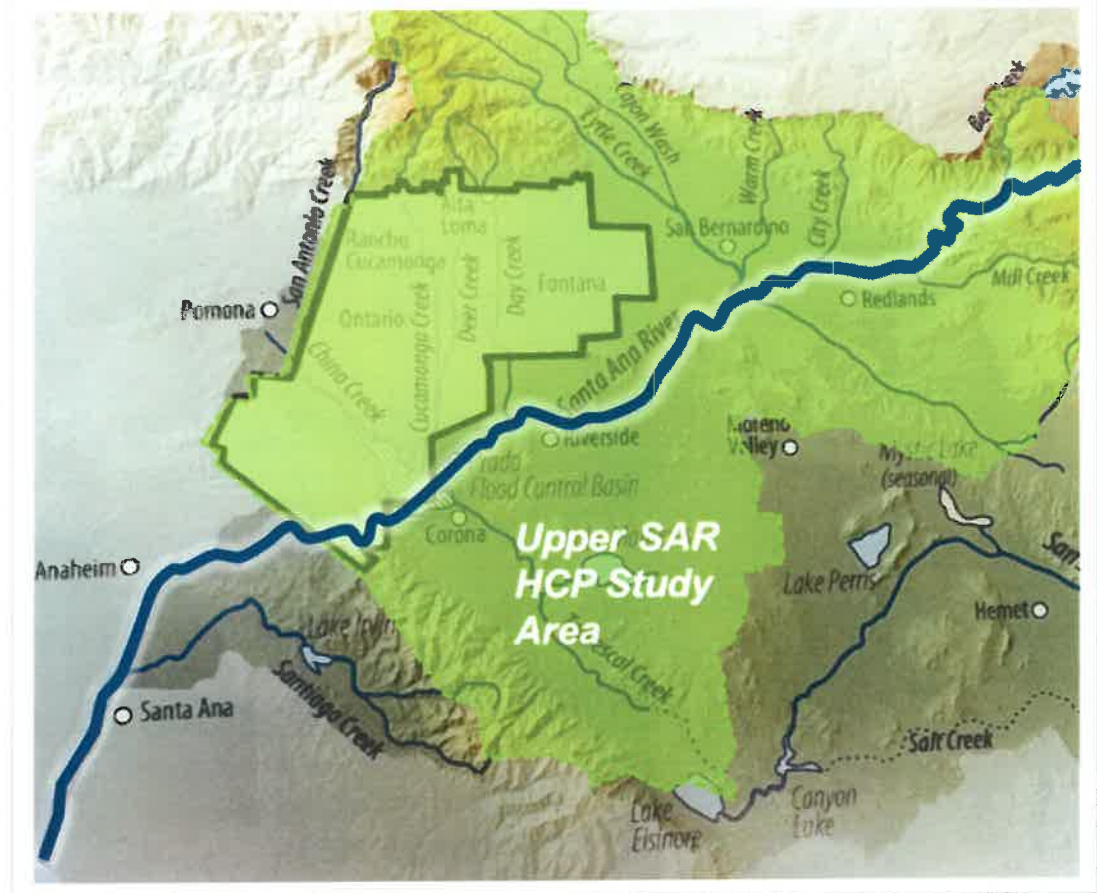 Lytle Creek
Warm Creek
City Creek
San Antonio Creek
Alta
Loma
San Bernardino
Rancho
Cucamonga
Deer Creek
Day Creek
Fontana
Mill Creek
Redlands
Pomona
Ontario
Cucamonga Creek
Chino Creek
Santa Ana River
Riverside
Moreno
Valley
Mystic Lake
(seasonal)
Flood Control Basin
Corona
Upper SAR
HCP Study
Area
Anaheim
Lake Perris
San
Hemet
Lake Irvine
Santa Ana
Santiago Creek
Salt Creek
Canyon
Lake
Lake
Elsinore